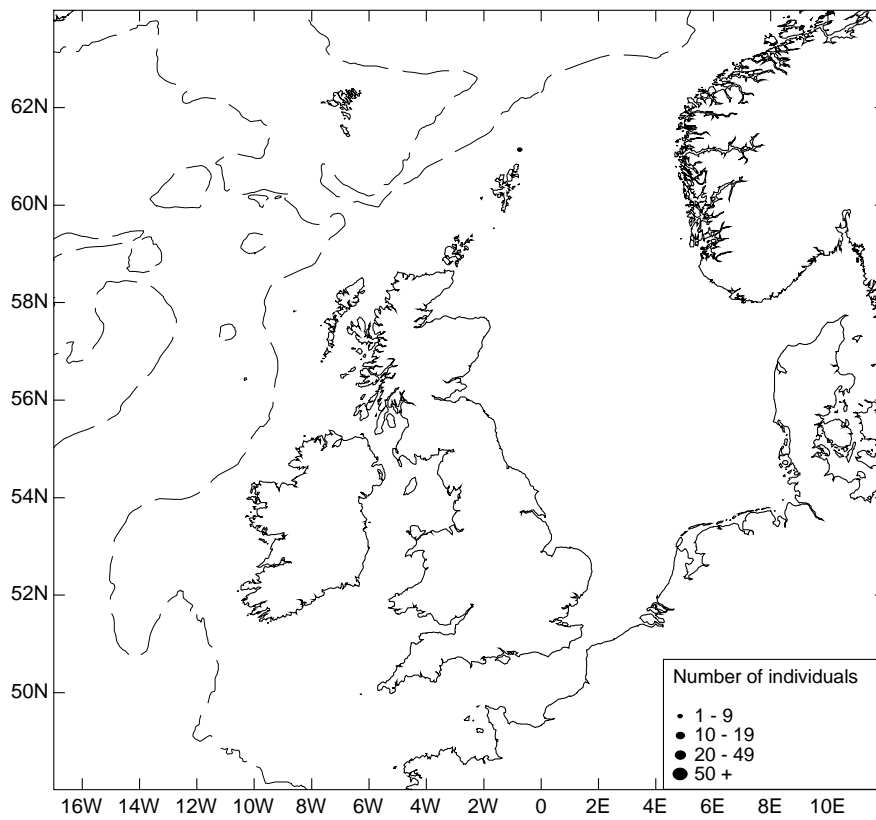 62N
60N
58N
56N
54N
52N
50N
Number of individuals
1 - 9
10 - 19
20 - 49
50 +
16W 14W 12W 10W 8W 6W 4W 2W 0 2E 4E 6E 8E 10E